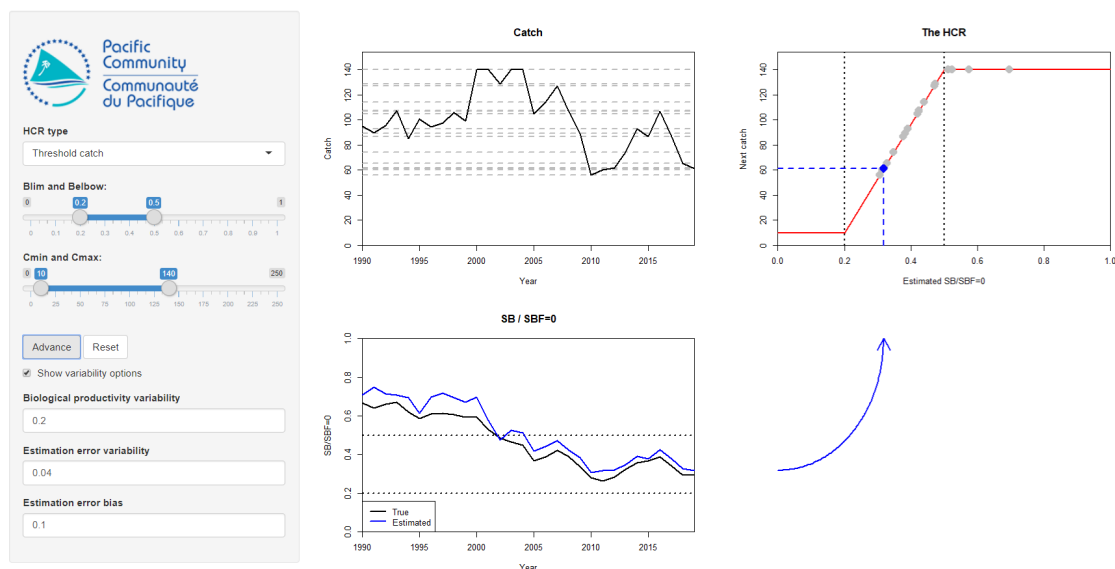 Pacific
Community
Communauté
du Pacifique
HCR type
Threshold catch
Blim and Belbow:
0 0.2 0.5 1
0 0.1 0.2 0.3 0.4 0.5 0.6 0.7 0.8 0.9 1
Cmin and Cmax:
0 10 140 250
0 25 50 75 100 125 150 175 200 225 250
Advance Reset
Show variability options
Biological productivity variability
0.2
Estimation error variability
0.04
Estimation error bias
0.1
Catch
Catch
140
120
100
80
60
40
20
0
1990 1995 2000 2005 2010 2015
Year
The HCR
Next catch
140
120
100
80
60
40
20
0
0.0 0.2 0.4 0.6 0.8 1.0
Estimated SB/SBF=0
SB / SBF=0
SB/SBF=0
1.0
0.8
0.6
0.4
0.2
0.0
True
Estimated
1990 1995 2000 2005 2010 2015
Year